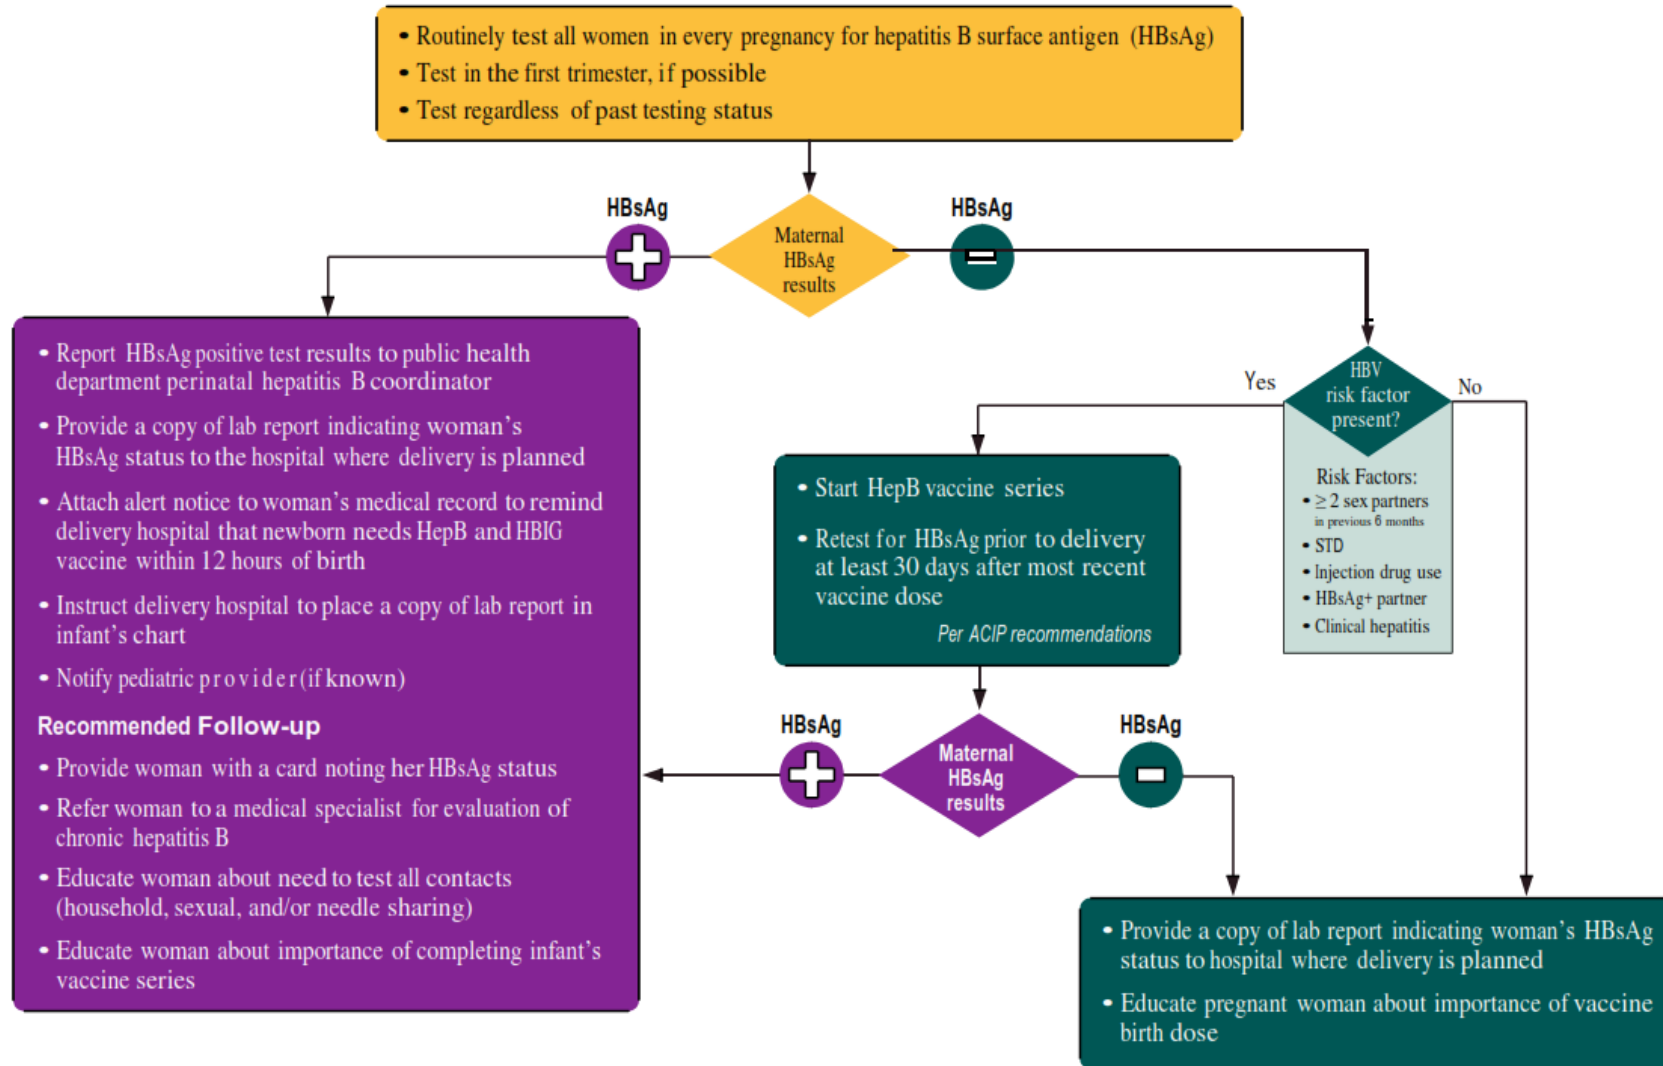 • Routinely test all women in every pregnancy for hepatitis B surface antigen (HBsAg)
• Test in the first trimester, if possible
• Test regardless of past testing status
HBsAg
HBsAg
Maternal
HBsAg
results
• Report HBsAg positive test results to public health
department perinatal hepatitis B coordinator
• Provide a copy of lab report indicating woman's
HBsAg status to the hospital where delivery is planned
• Attach alert notice to woman's medical record to remind
delivery hospital that newborn needs HepB and HBIG
vaccine within 12 hours of birth
• Instruct delivery hospital to place a copy of lab report in
infant's chart
• Notify pediatric provider (if known)
Recommended Follow-up
• Provide woman with a card noting her HBsAg status
• Refer woman to a medical specialist for evaluation of
chronic hepatitis B
• Educate woman about need to test all contacts
(household, sexual, and/or needle sharing)
• Educate woman about importance of completing infant's
vaccine series
HBV
risk factor
present?
Yes
No
Risk Factors:
• ≥ 2 sex partners
in previous 6 months
• STD
• Injection drug use
• HBsAg+ partner
• Clinical hepatitis
• Start HepB vaccine series
• Retest for HBsAg prior to delivery
at least 30 days after most recent
vaccine dose
Per ACIP recommendations
HBsAg
HBsAg
Maternal
HBsAg
results
• Provide a copy of lab report indicating woman's HBsAg
status to hospital where delivery is planned
• Educate pregnant woman about importance of vaccine
birth dose